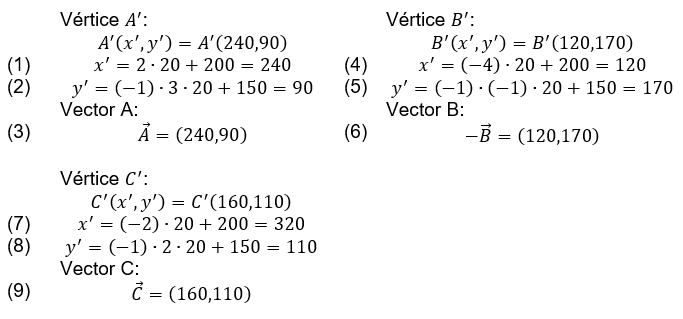 Vértice A′:
A′(x′, y′) = A′(240,90)
(1) x′ = 2 ∙ 20 + 200 = 240
(2) y′ = (−1) ∙ 3 ∙ 20 + 150 = 90
Vector A:
(3) A⃗ = (240,90)
Vértice B′:
B′(x′, y′) = B′(120,170)
(4) x′ = (−4) ∙ 20 + 200 = 120
(5) y′ = (−1) ∙ (−1) ∙ 20 + 150 = 170
Vector B:
(6) −B⃗ = (120,170)
Vértice C′:
C′(x′, y′) = C′(160,110)
(7) x′ = (−2) ∙ 20 + 200 = 320
(8) y′ = (−1) ∙ 2 ∙ 20 + 150 = 110
Vector C:
(9) C⃗ = (160,110)